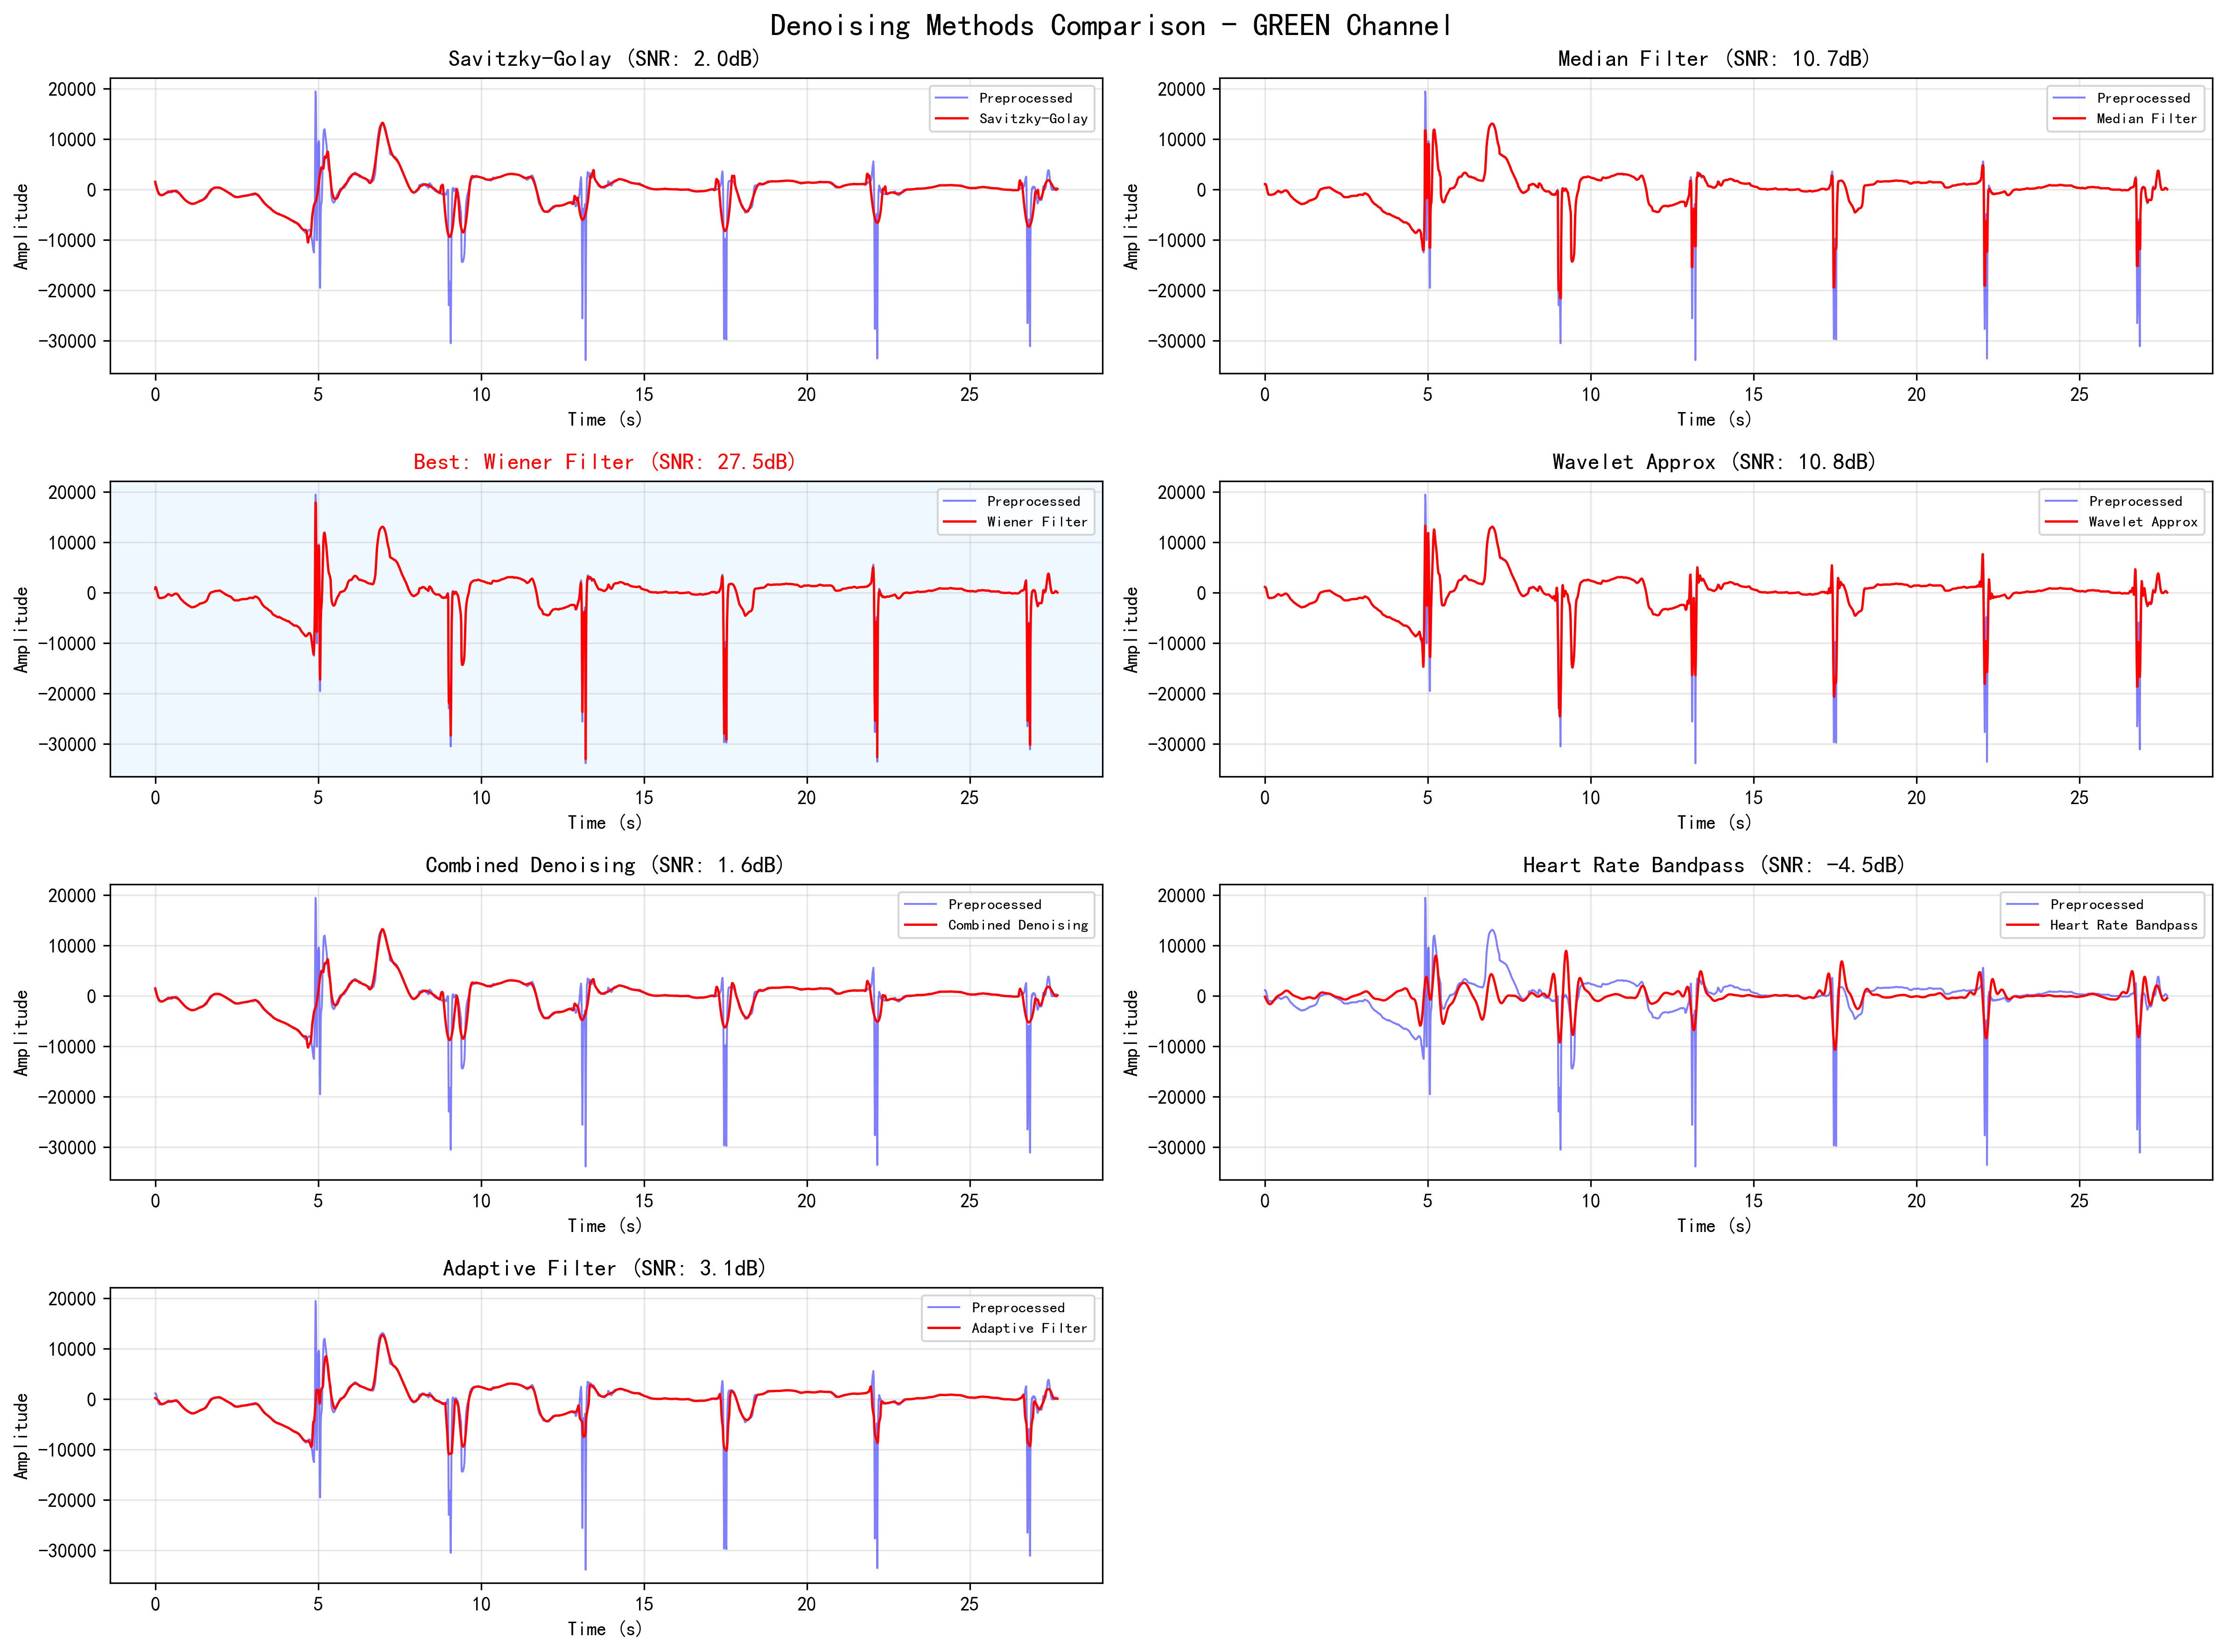 Denoising Methods Comparison - GREEN Channel
Savitzky-Golay (SNR: 2.0dB)
Preprocessed
Savitzky-Golay
20000
10000
0
-10000
-20000
-30000
Amplitude
0 5 10 15 20 25
Time (s)
Median Filter (SNR: 10.7dB)
Preprocessed
Median Filter
20000
10000
0
-10000
-20000
-30000
Amplitude
0 5 10 15 20 25
Time (s)
Best: Wiener Filter (SNR: 27.5dB)
Preprocessed
Wiener Filter
20000
10000
0
-10000
-20000
-30000
Amplitude
0 5 10 15 20 25
Time (s)
Wavelet Approx (SNR: 10.8dB)
Preprocessed
Wavelet Approx
20000
10000
0
-10000
-20000
-30000
Amplitude
0 5 10 15 20 25
Time (s)
Combined Denoising (SNR: 1.6dB)
Preprocessed
Combined Denoising
20000
10000
0
-10000
-20000
-30000
Amplitude
0 5 10 15 20 25
Time (s)
Heart Rate Bandpass (SNR: -4.5dB)
Preprocessed
Heart Rate Bandpass
20000
10000
0
-10000
-20000
-30000
Amplitude
0 5 10 15 20 25
Time (s)
Adaptive Filter (SNR: 3.1dB)
Preprocessed
Adaptive Filter
20000
10000
0
-10000
-20000
-30000
Amplitude
0 5 10 15 20 25
Time (s)